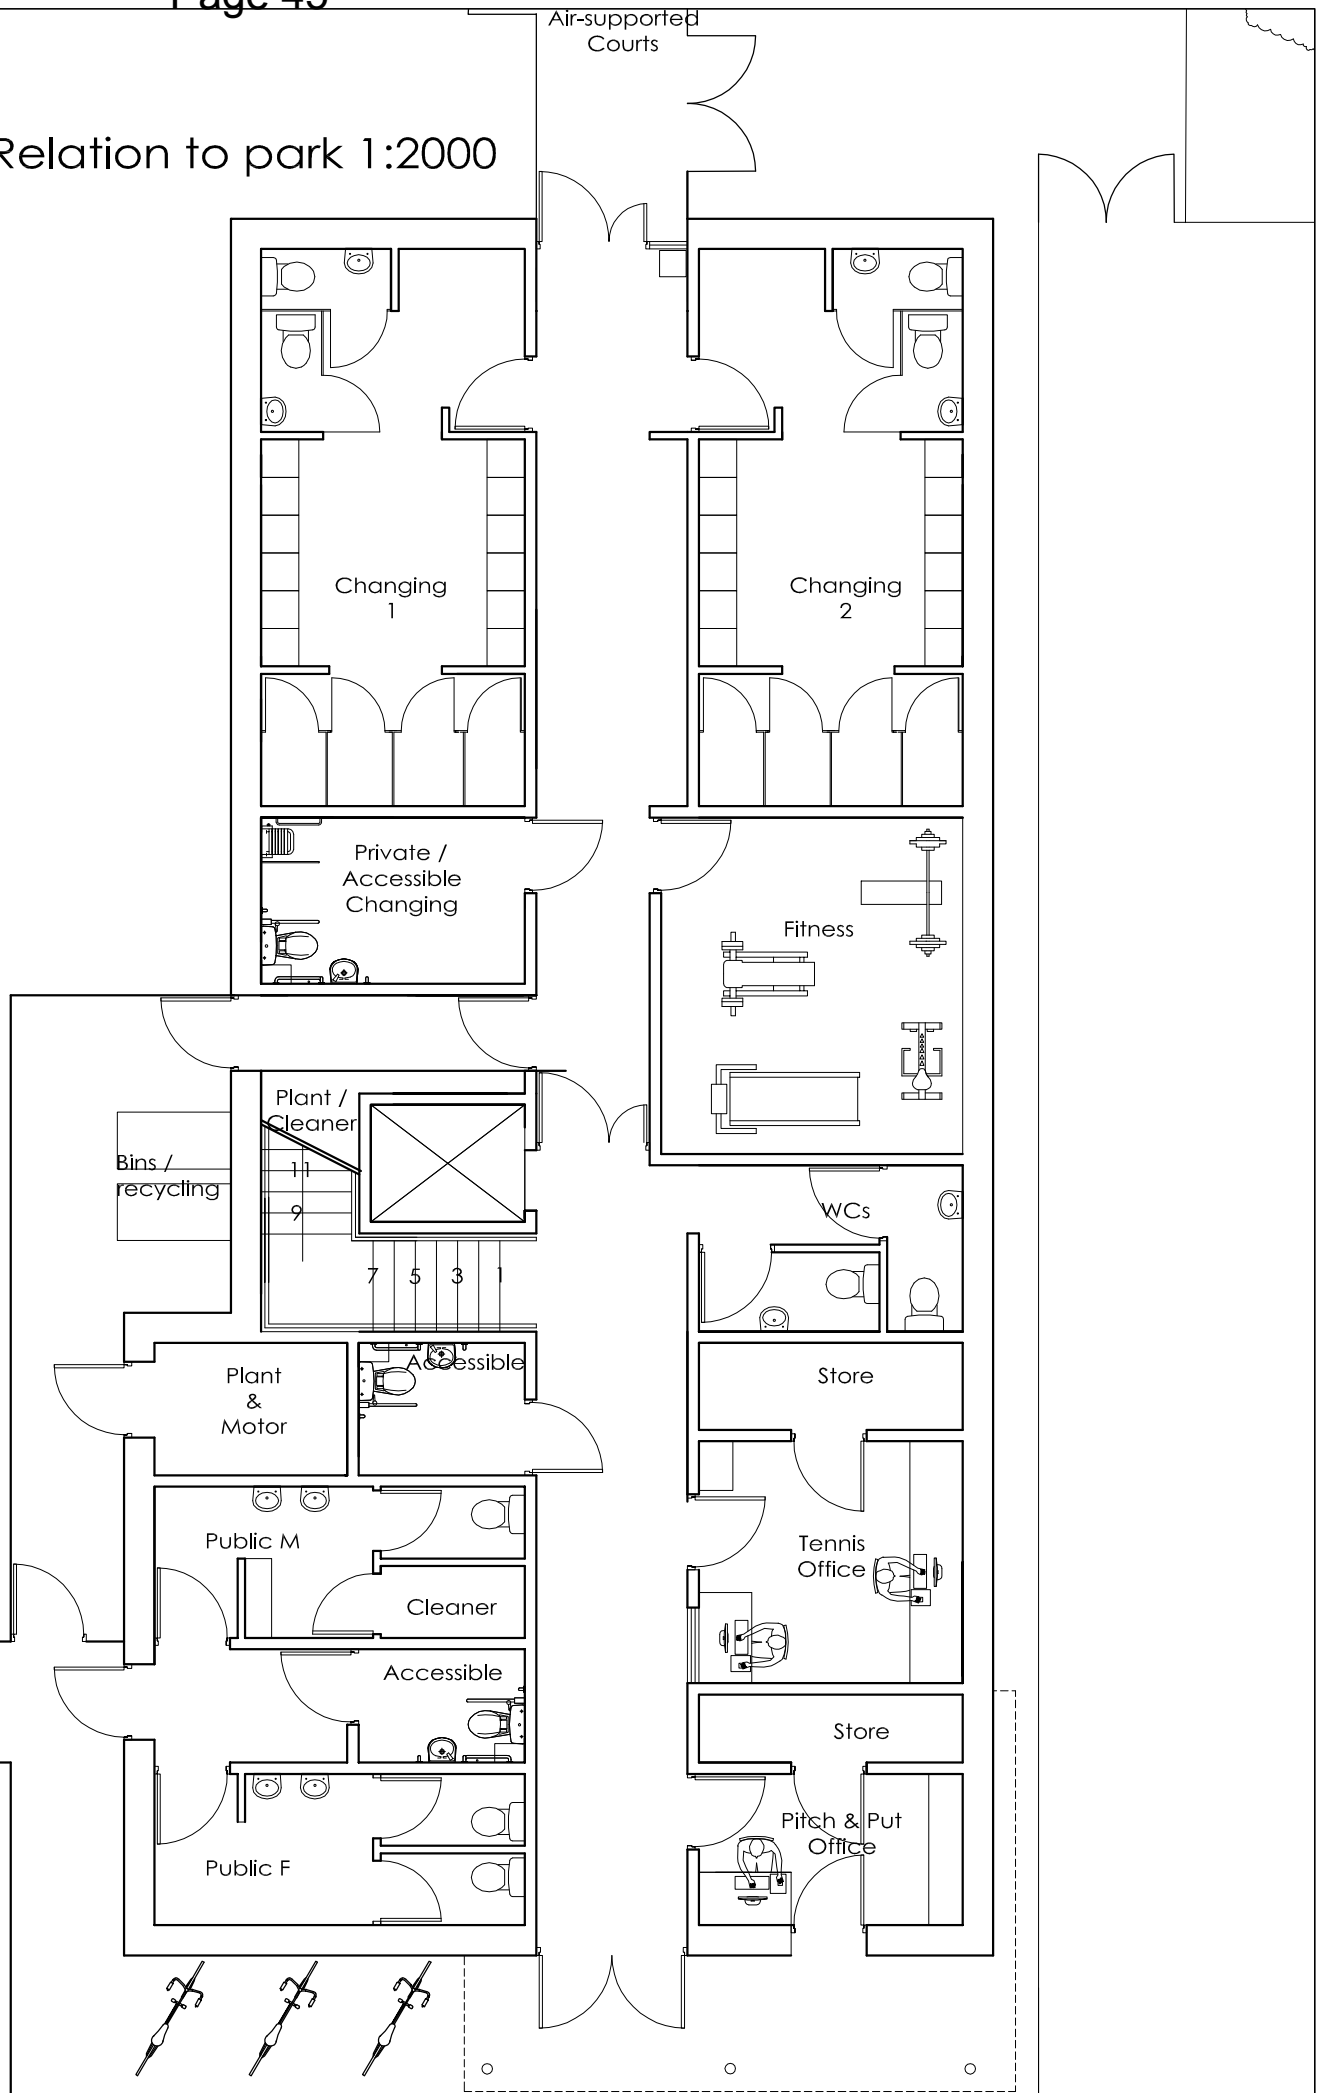 Page 45
Air-supported
Courts
Relation to park 1:2000
Changing
1
Changing
2
Private /
Accessible
Changing
Fitness
Plant /
Cleaner
Bins /
recycling
11
9
7 5 3 1
WCs
Accessible
Plant
&
Motor
Store
Public M
Tennis
Office
Cleaner
Accessible
Store
Pitch & Put
Office
Public F